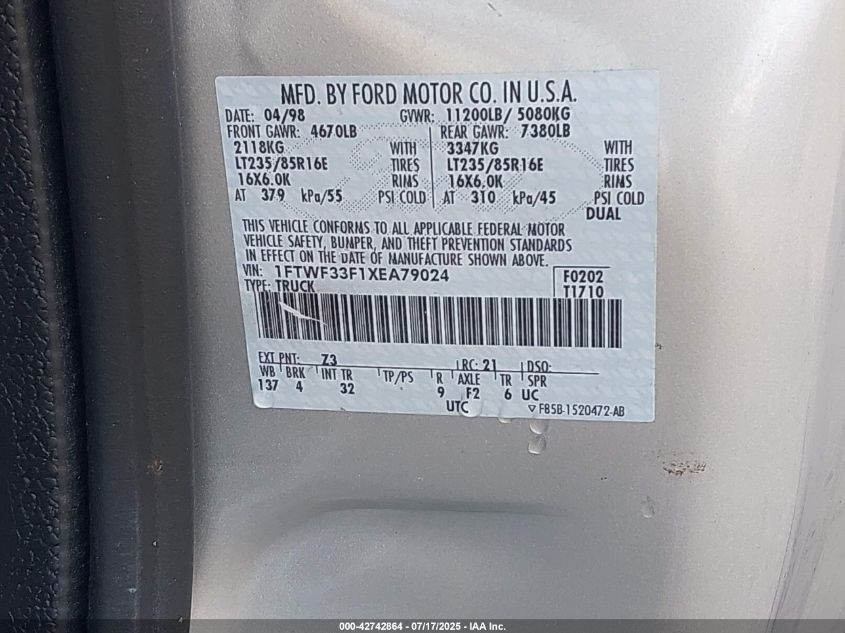 MFD. BY FORD MOTOR CO. IN U.S.A.
DATE: 04/98 GVWR: 11200LB/ 5080KG
FRONT GAWR: 4670LB REAR GAWR: 7380LB
2118KG WITH 3347KG WITH
LT235/85R16E TIRES LT235/85R16E TIRES
16X6.0K RIMS 16X6.0K RIMS
AT 379 kPa/55 PSI COLD AT 310 kPa/45 PSI COLD
DUAL
THIS VEHICLE CONFORMS TO ALL APPLICABLE FEDERAL MOTOR
VEHICLE SAFETY, BUMPER, AND THEFT PREVENTION STANDARDS
IN EFFECT ON THE DATE OF MANUFACTURE SHOWN ABOVE.
VIN: 1FTWF33F1XEA79024 F0202
TYPE: TRUCK T1710
EXT PNT: Z3 RC: 21 DSO:
WB BRK INT TR TP/PS R AXLE TR SPR
137 4 32 9 F2 6 UC
UTC ▽ F85B-1520472-AB
000-42742864 / 07/17/2025 - IAA Inc.